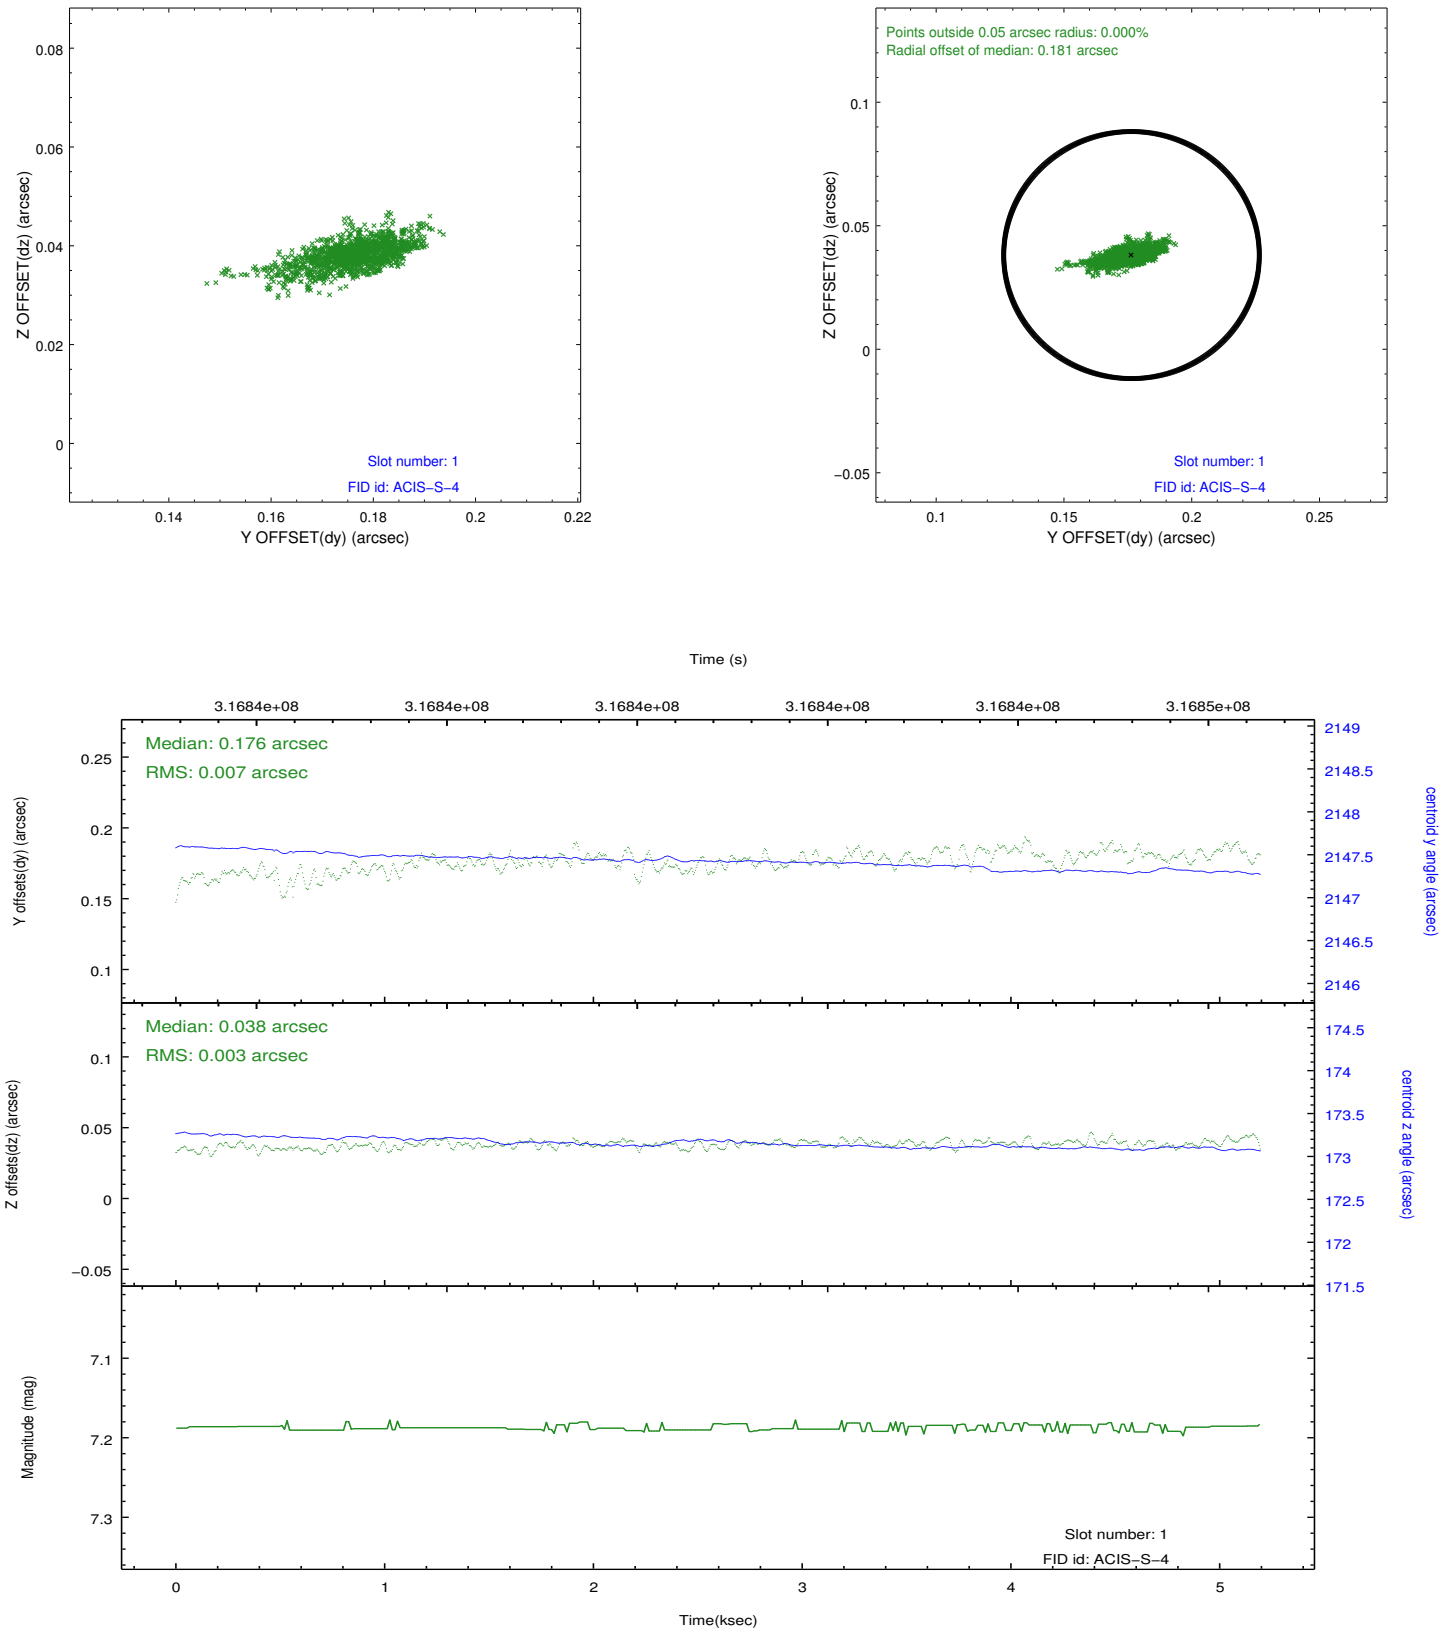 0.08
0.06
0.04
0.02
0
Z OFFSET(dz) (arcsec)
Slot number: 1
FID id: ACIS−S−4
0.14 0.16 0.18 0.2 0.22
Y OFFSET(dy) (arcsec)
Points outside 0.05 arcsec radius: 0.000%
Radial offset of median: 0.181 arcsec
0.1
0.05
0
−0.05
Z OFFSET(dz) (arcsec)
Slot number: 1
FID id: ACIS−S−4
0.1 0.15 0.2 0.25
Y OFFSET(dy) (arcsec)
Time (s)
3.1684e+08 3.1684e+08 3.1684e+08 3.1684e+08 3.1684e+08 3.1685e+08
Median: 0.176 arcsec
RMS: 0.007 arcsec
0.25
0.2
0.15
0.1
Y offsets(dy) (arcsec)
2149
2148.5
2148
2147.5
2147
2146.5
2146
centroid y angle (arcsec)
Median: 0.038 arcsec
RMS: 0.003 arcsec
0.1
0.05
0
−0.05
Z offsets(dz) (arcsec)
174.5
174
173.5
173
172.5
172
171.5
centroid z angle (arcsec)
7.1
7.2
7.3
Magnitude (mag)
Slot number: 1
FID id: ACIS−S−4
0 1 2 3 4 5
Time(ksec)